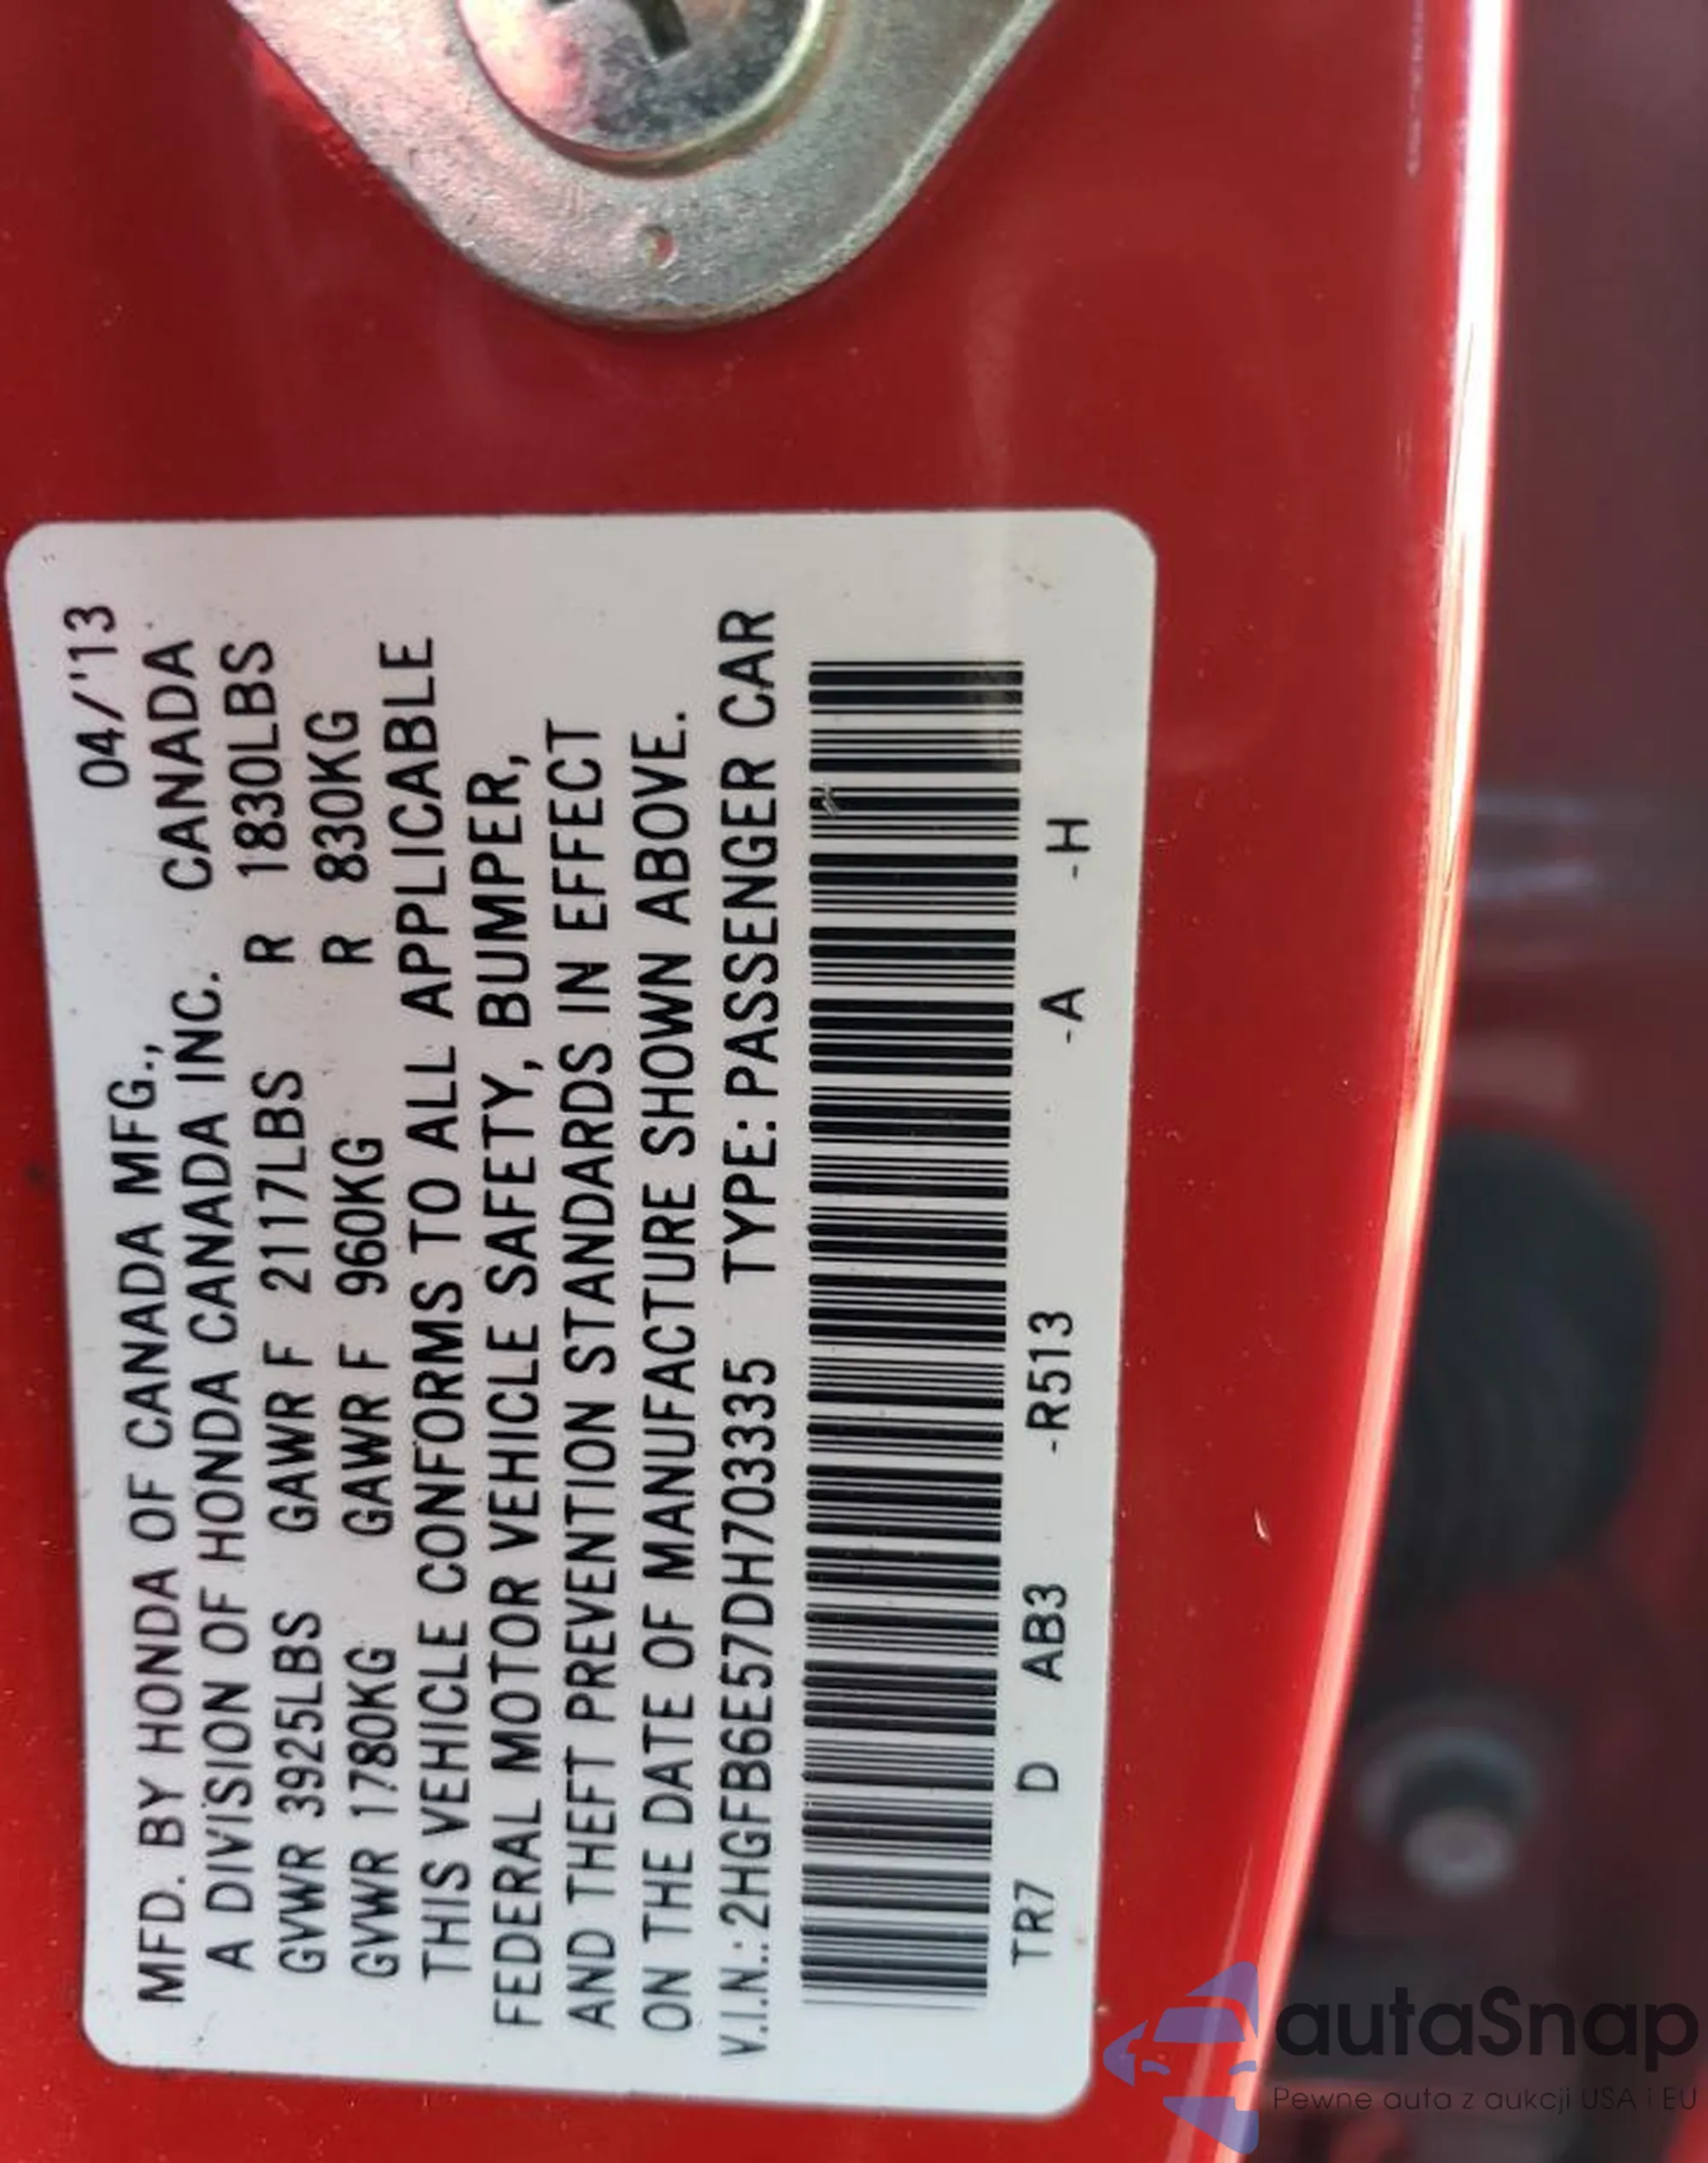 04/'13
MFD. BY HONDA OF CANADA MFG.,
A DIVISION OF HONDA CANADA INC. CANADA
GVWR 3925LBS GAWR F 2117LBS R 1830LBS
GVWR 1780KG GAWR F 960KG R 830KG
THIS VEHICLE CONFORMS TO ALL APPLICABLE
FEDERAL MOTOR VEHICLE SAFETY, BUMPER,
AND THEFT PREVENTION STANDARDS IN EFFECT
ON THE DATE OF MANUFACTURE SHOWN ABOVE.
V.I.N.: 2HGFB6E57DH703335 TYPE: PASSENGER CAR
TR7 D AB3 -R513 -A -H
autaSnap
Pewne auta z aukcji USA i EU